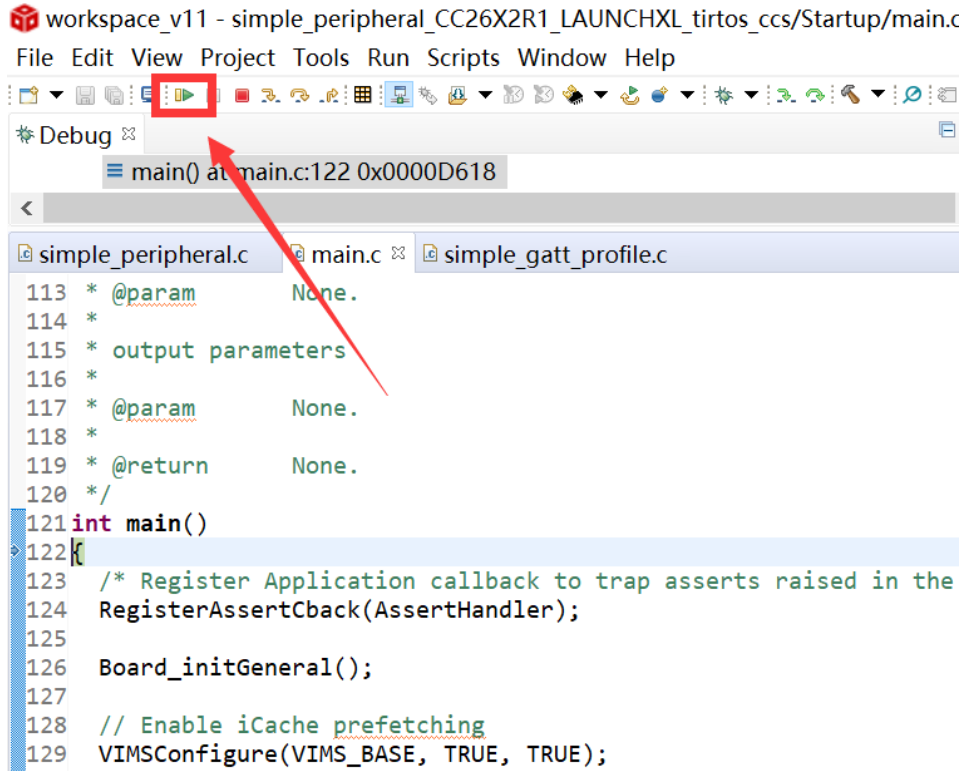 workspace_v11 - simple_peripheral_CC26X2R1_LAUNCHXL_tirtos_ccs/Startup/main.c
File Edit View Project Tools Run Scripts Window Help
Debug
main() at main.c:122 0x0000D618
simple_peripheral.c main.c simple_gatt_profile.c
113 * @param None.
114 *
115 * output parameters
116 *
117 * @param None.
118 *
119 * @return None.
120 */
121 int main()
122 {
123 /* Register Application callback to trap asserts raised in the
124 RegisterAssertCback(AssertHandler);
125
126 Board_initGeneral();
127
128 // Enable iCache prefetching
129 VIMSConfigure(VIMS_BASE, TRUE, TRUE);